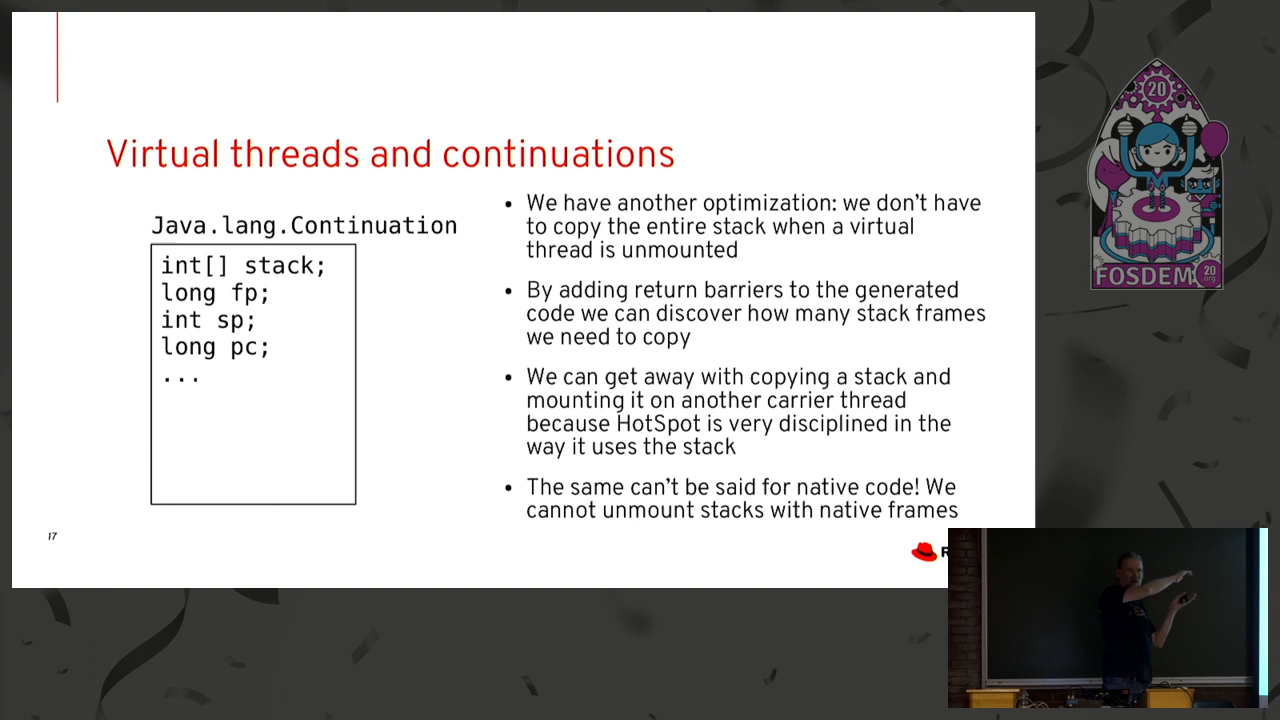 Virtual threads and continuations
Java.lang.Continuation
int[] stack;
long fp;
int sp;
long pc;
...
• We have another optimization: we don't have
to copy the entire stack when a virtual
thread is unmounted
• By adding return barriers to the generated
code we can discover how many stack frames
we need to copy
• We can get away with copying a stack and
mounting it on another carrier thread
because HotSpot is very disciplined in the
way it uses the stack
• The same can't be said for native code! We
cannot unmount stacks with native frames
17
20
FOSDEM
20
.org